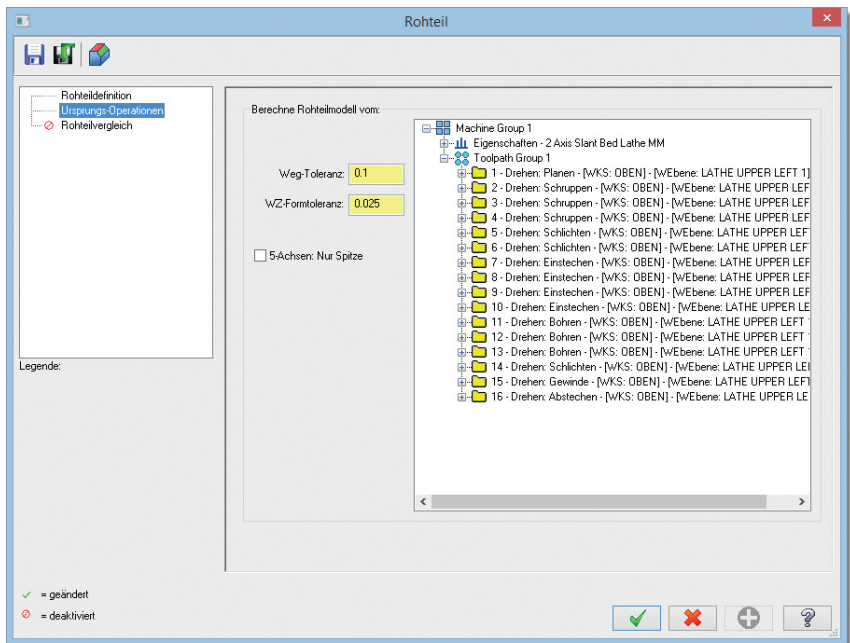 Rohteil
Rohteildefinition
Ursprungs-Operationen
Rohteilvergleich
Legende:
= geändert
= deaktiviert
Berechne Rohteilmodell vom:
Weg-Toleranz: 0.1
WZ-Formtoleranz: 0.025
5-Achsen: Nur Spitze
Machine Group 1
Eigenschaften - 2 Axis Slant Bed Lathe MM
Toolpath Group 1
1 - Drehen: Planen - [WKS: OBEN] - [WEbene: LATHE UPPER LEFT 1]
2 - Drehen: Schruppen - [WKS: OBEN] - [WEbene: LATHE UPPER LEF
3 - Drehen: Schruppen - [WKS: OBEN] - [WEbene: LATHE UPPER LEF
4 - Drehen: Schruppen - [WKS: OBEN] - [WEbene: LATHE UPPER LEF
5 - Drehen: Schlichten - [WKS: OBEN] - [WEbene: LATHE UPPER LEF
6 - Drehen: Schlichten - [WKS: OBEN] - [WEbene: LATHE UPPER LEF
7 - Drehen: Einstechen - [WKS: OBEN] - [WEbene: LATHE UPPER LEF
8 - Drehen: Einstechen - [WKS: OBEN] - [WEbene: LATHE UPPER LEF
9 - Drehen: Einstechen - [WKS: OBEN] - [WEbene: LATHE UPPER LEF
10 - Drehen: Einstechen - [WKS: OBEN] - [WEbene: LATHE UPPER LE
11 - Drehen: Bohren - [WKS: OBEN] - [WEbene: LATHE UPPER LEFT
12 - Drehen: Bohren - [WKS: OBEN] - [WEbene: LATHE UPPER LEFT
13 - Drehen: Bohren - [WKS: OBEN] - [WEbene: LATHE UPPER LEFT
14 - Drehen: Schlichten - [WKS: OBEN] - [WEbene: LATHE UPPER LEI
15 - Drehen: Gewinde - [WKS: OBEN] - [WEbene: LATHE UPPER LEFT
16 - Drehen: Abstechen - [WKS: OBEN] - [WEbene: LATHE UPPER LE